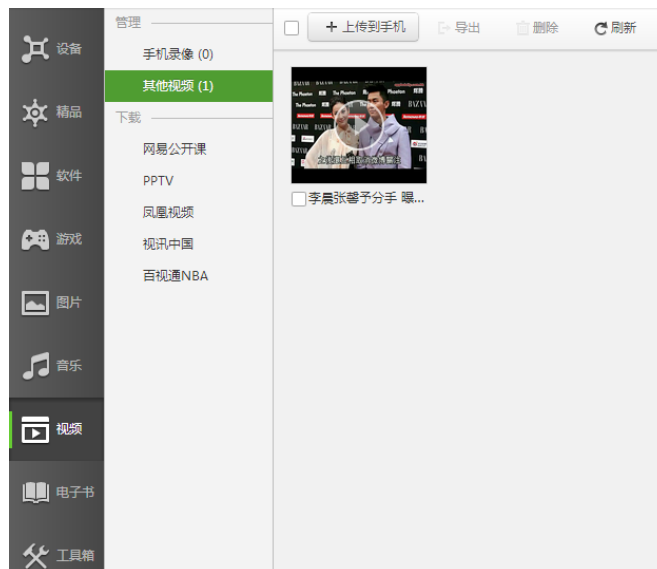 设备
精品
软件
游戏
图片
音乐
视频
电子书
工具箱
管理
手机录像 (0)
其他视频 (1)
下载
网易公开课
PPTV
凤凰视频
视讯中国
百视通NBA
上传到手机
导出
删除
刷新
The Phaeton
BAZAAR
李晨张馨予分手 曝...